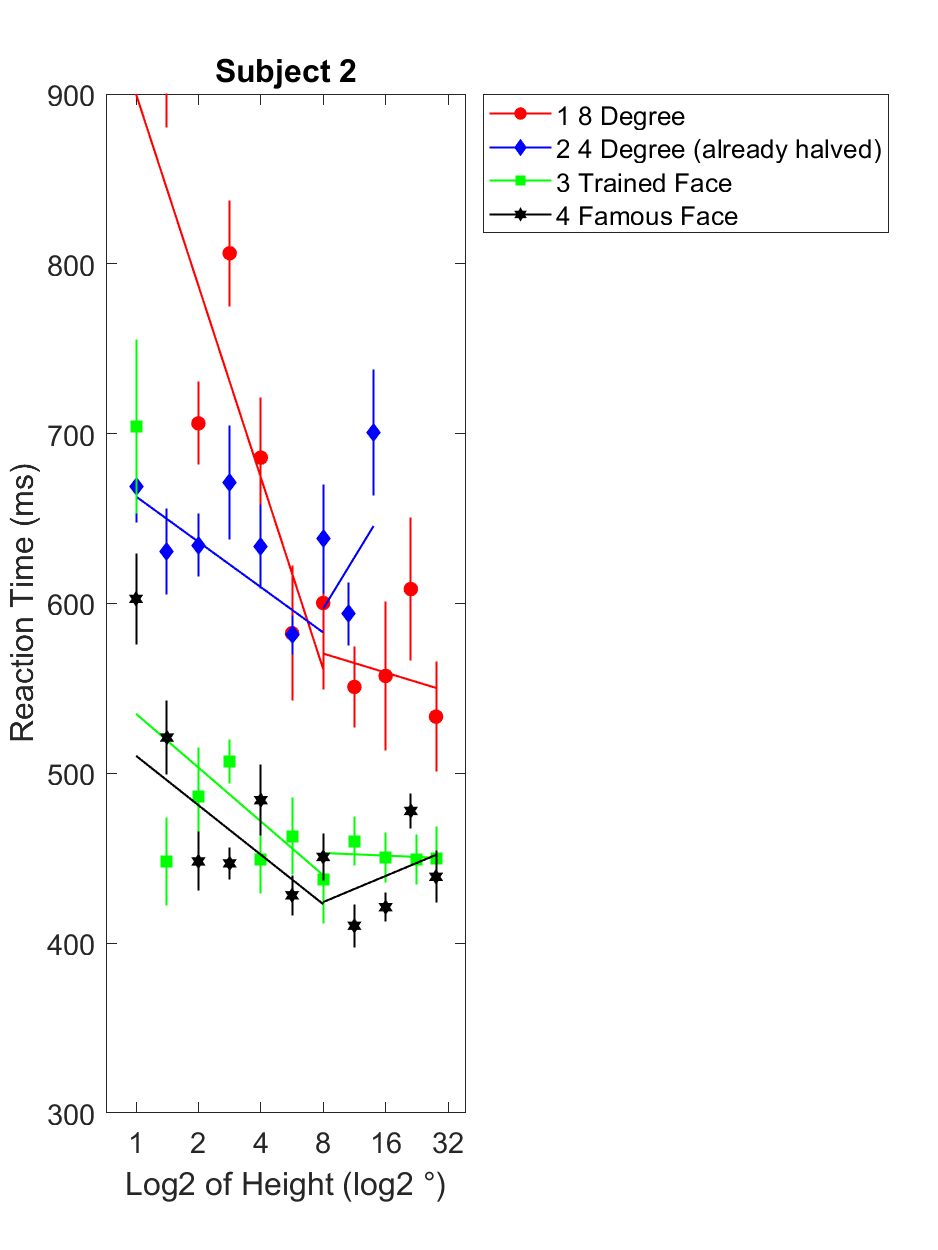 Subject 2
900
800
700
600
500
400
300
Reaction Time (ms)
1 2 4 8 16 32
Log2 of Height (log2 °)
1 8 Degree
2 4 Degree (already halved)
3 Trained Face
4 Famous Face